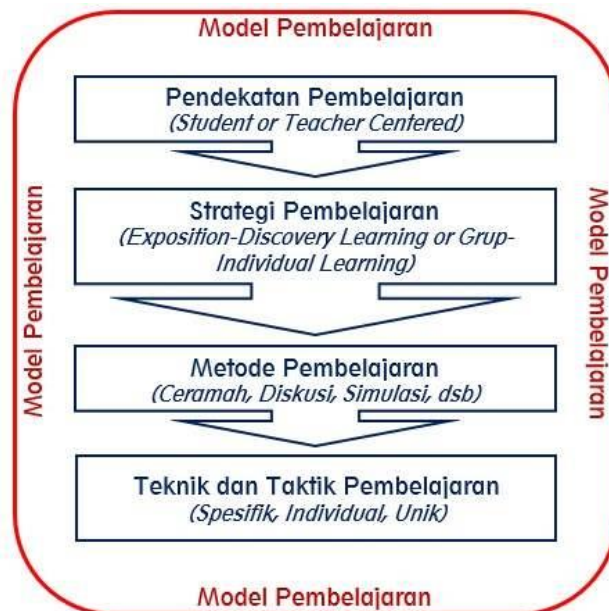 Model Pembelajaran
Pendekatan Pembelajaran
(Student or Teacher Centered)
Strategi Pembelajaran
(Exposition-Discovery Learning or Grup-
Individual Learning)
Model Pembelajaran
Model Pembelajaran
Metode Pembelajaran
(Ceramah, Diskusi, Simulasi, dsb)
Teknik dan Taktik Pembelajaran
(Spesifik, Individual, Unik)
Model Pembelajaran